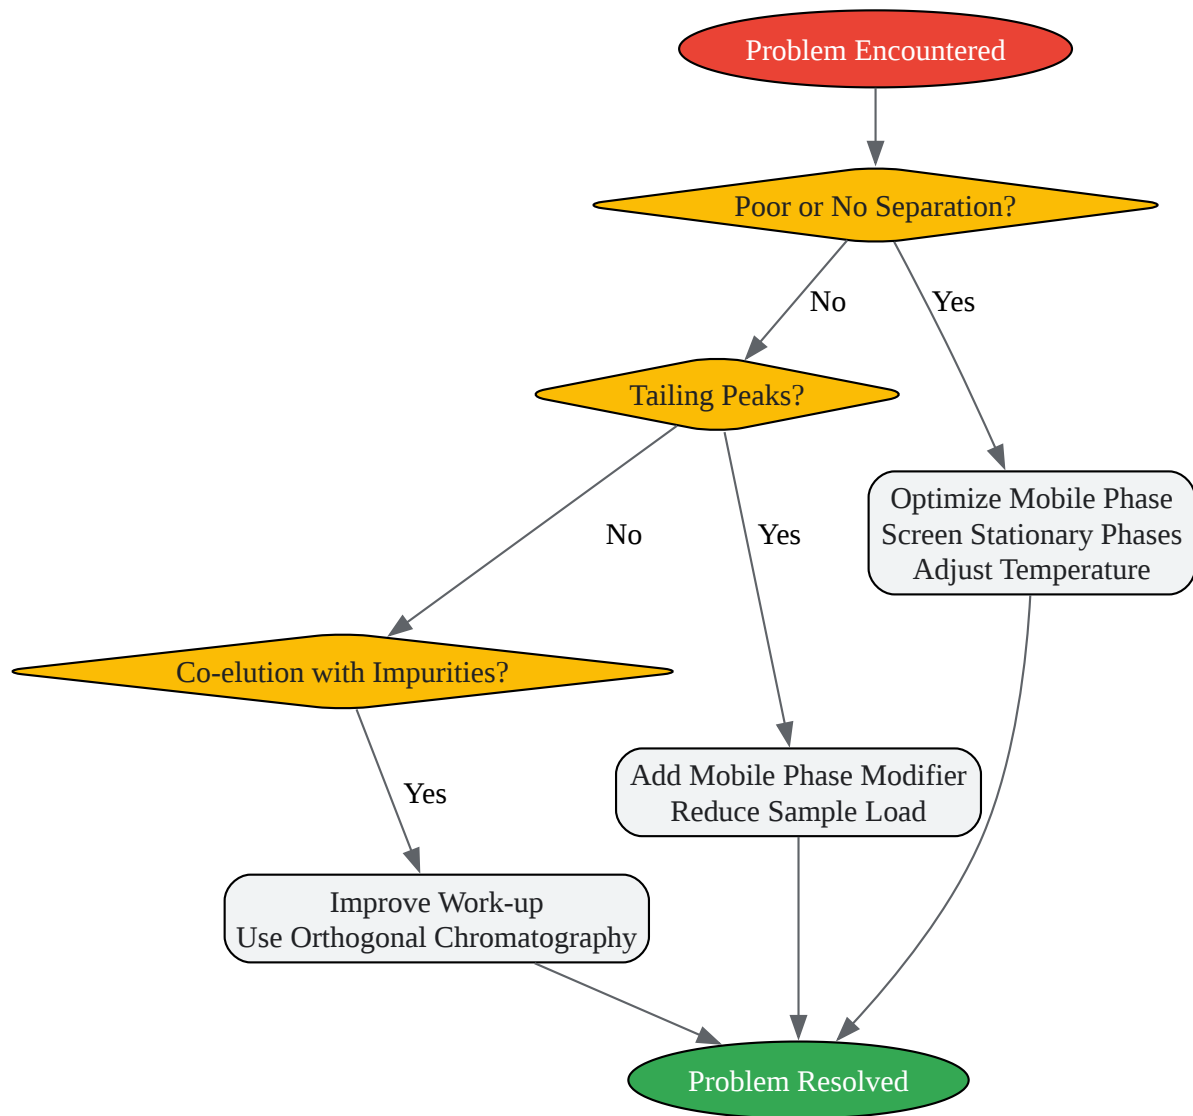 Problem Encountered
Poor or No Separation?
No
Yes
Tailing Peaks?
Optimize Mobile Phase
Screen Stationary Phases
Adjust Temperature
No
Yes
Co-elution with Impurities?
Add Mobile Phase Modifier
Reduce Sample Load
Yes
Improve Work-up
Use Orthogonal Chromatography
Problem Resolved